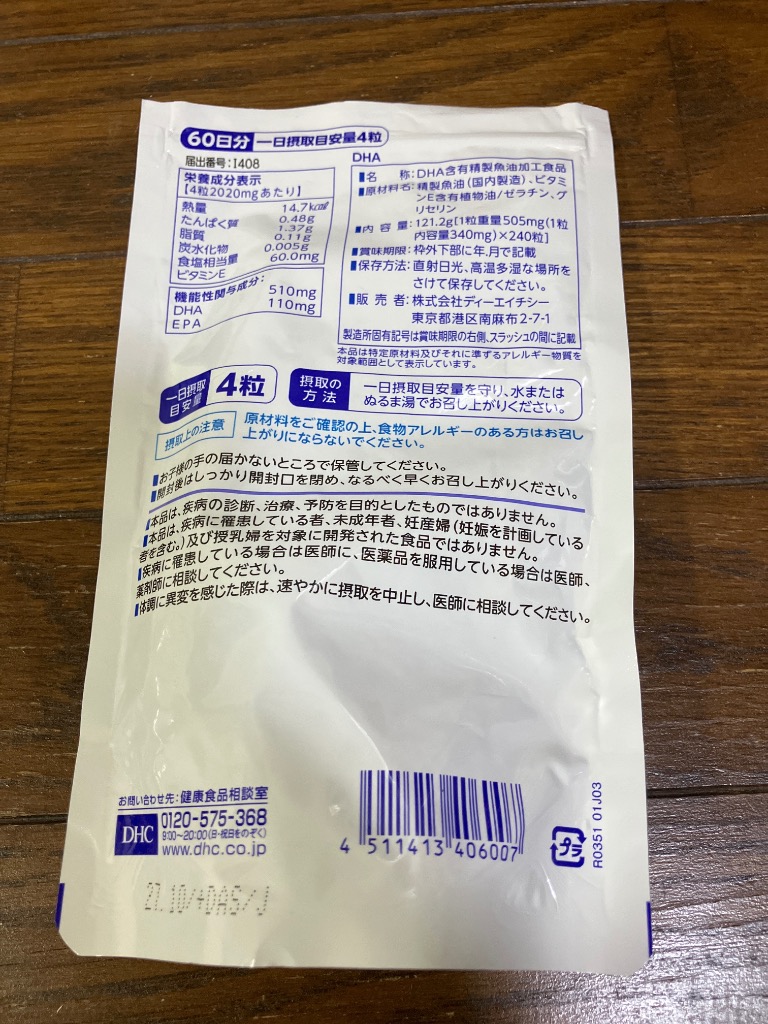 60日分 一日摂取目安量4粒
届出番号:I408
栄養成分表示
【4粒2020mgあたり】
熱量 14.7kcal
たんぱく質 0.48g
脂質 1.37g
炭水化物 0.11g
食塩相当量 0.005g
ビタミンE 60.0mg
機能性関与成分:
DHA 510mg
EPA 110mg
DHA
■名 称:DHA含有精製魚油加工食品
■原材料名:精製魚油(国内製造)、ビタミ
ンE含有植物油/ゼラチン、グ
リセリン
■内 容 量:121.2g[1粒重量505mg(1粒
内容量340mg)×240粒]
■賞味期限:枠外下部に年、月で記載
■保存方法:直射日光、高温多湿な場所を
さけて保存してください。
■販 売 者:株式会社ディーエイチシー
東京都港区南麻布2-7-1
製造所固有記号は賞味期限の右側、スラッシュの間に記載
本品は特定原材料及びそれに準ずるアレルギー物質を
対象範囲として表示しています。
一日摂取
目安量 4粒
摂取の
方法
一日摂取目安量を守り、水または
ぬるま湯でお召し上がりください。
摂取上の注意
原材料をご確認の上、食物アレルギーのある方はお召し
上がりにならないでください。
■お子様の手の届かないところで保管してください。
■開封後はしっかり開封口を閉め、なるべく早くお召し上がりください。
■本品は、疾病の診断、治療、予防を目的としたものではありません。
■本品は、疾病に罹患している者、未成年者、妊産婦(妊娠を計画している
者を含む。)及び授乳婦を対象に開発された食品ではありません。
■疾病に罹患している場合は医師に、医薬品を服用している場合は医師、
薬剤師に相談してください。
■体調に異変を感じた際は、速やかに摂取を中止し、医師に相談してください。
お問い合わせ先:健康食品相談室
DHC
0120-575-368
9:00~20:00(日・祝日をのぞく)
www.dhc.co.jp
4 511413 406007
プラ
R0351 01J03